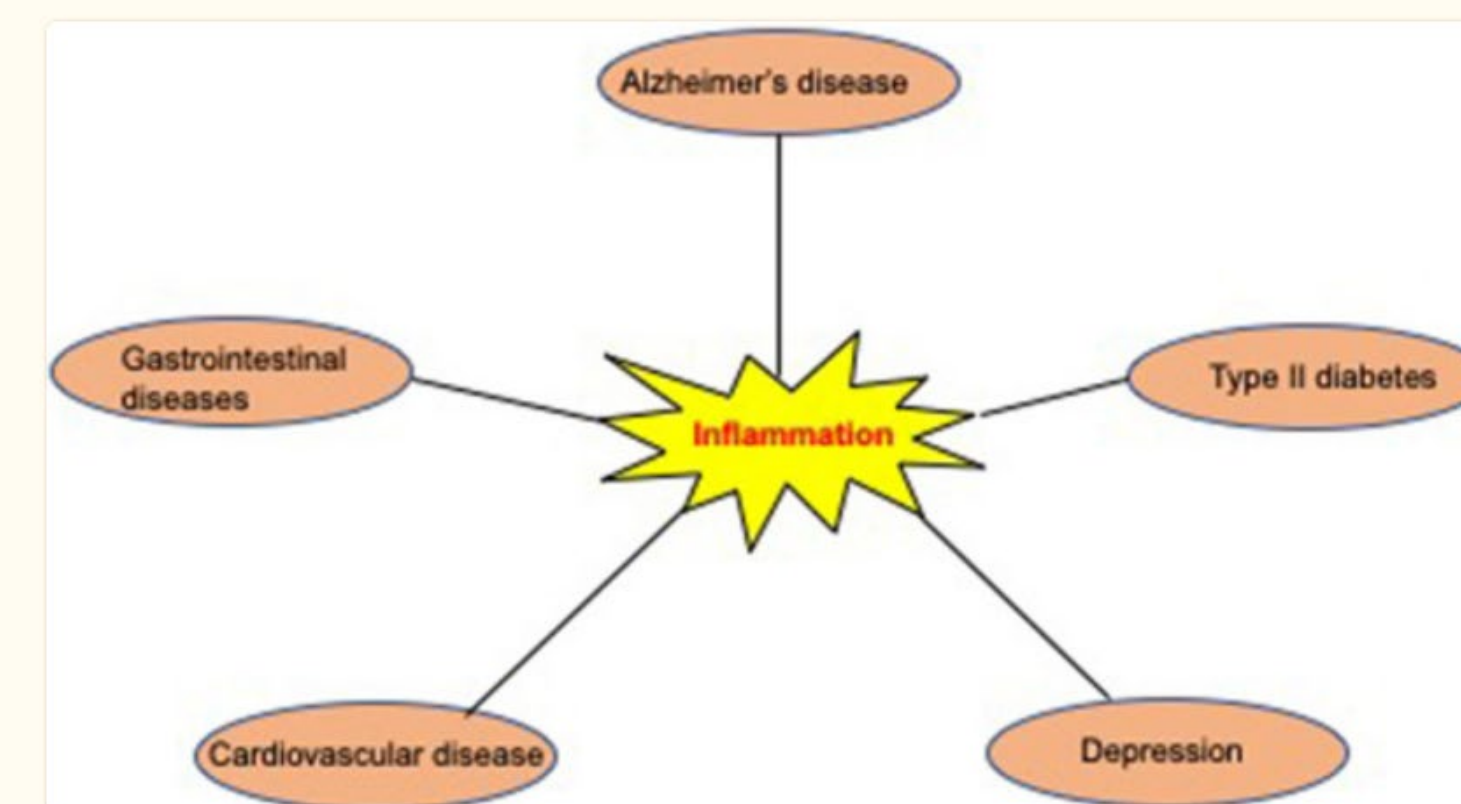 Alzheimer's disease
Gastrointestinal
diseases
Type II diabetes
Inflammation
Cardiovascular disease
Depression